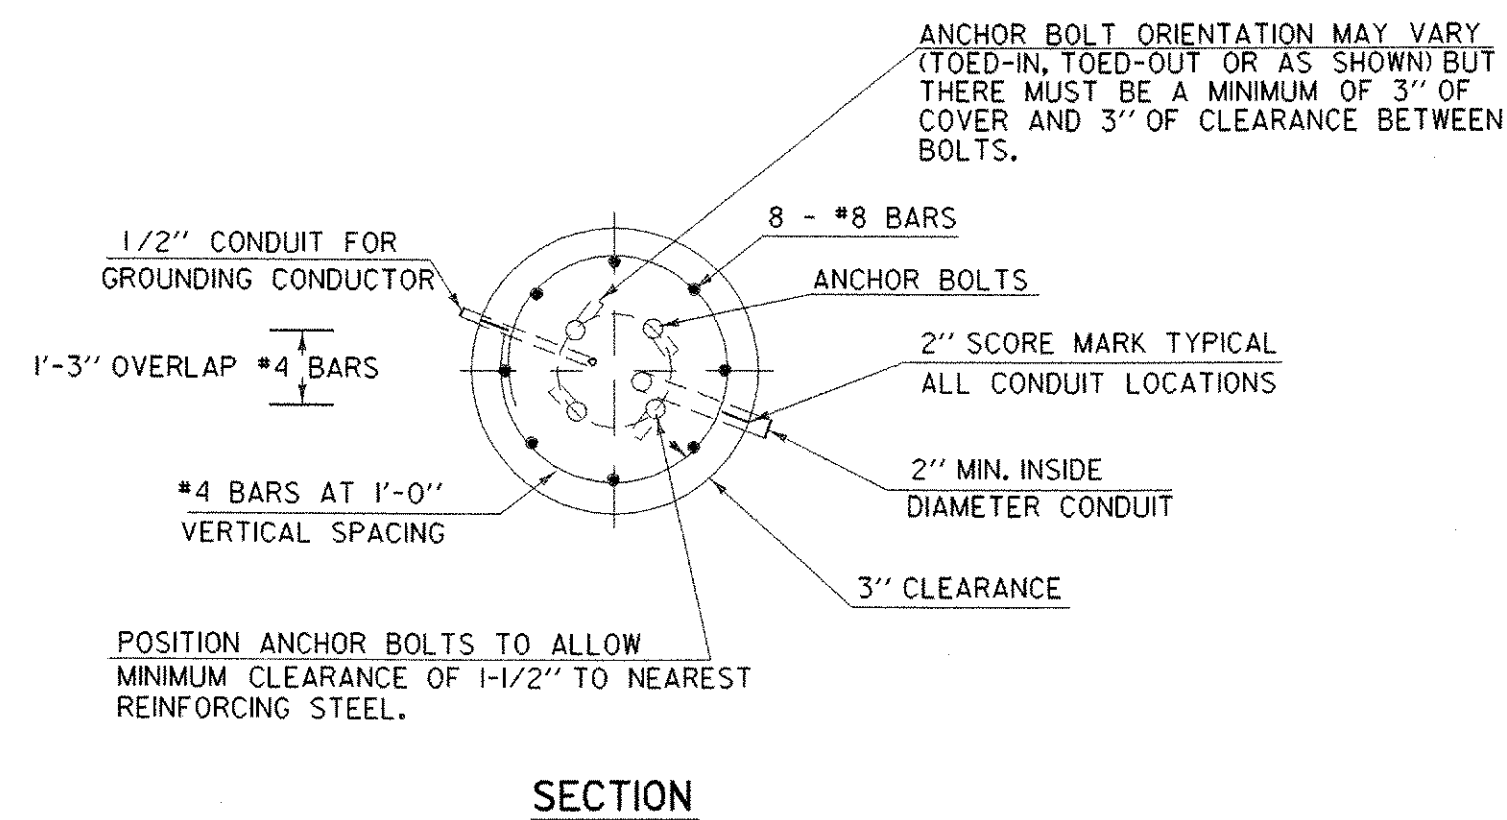 ANCHOR BOLT ORIENTATION MAY VARY
(TOED-IN, TOED-OUT OR AS SHOWN) BUT
THERE MUST BE A MINIMUM OF 3" OF
COVER AND 3" OF CLEARANCE BETWEEN
BOLTS.
8 - #8 BARS
1/2" CONDUIT FOR
GROUNDING CONDUCTOR
ANCHOR BOLTS
1'-3" OVERLAP #4 BARS
2" SCORE MARK TYPICAL
ALL CONDUIT LOCATIONS
2" MIN. INSIDE
DIAMETER CONDUIT
#4 BARS AT 1'-0"
VERTICAL SPACING
3" CLEARANCE
POSITION ANCHOR BOLTS TO ALLOW
MINIMUM CLEARANCE OF 1-1/2" TO NEAREST
REINFORCING STEEL.
SECTION